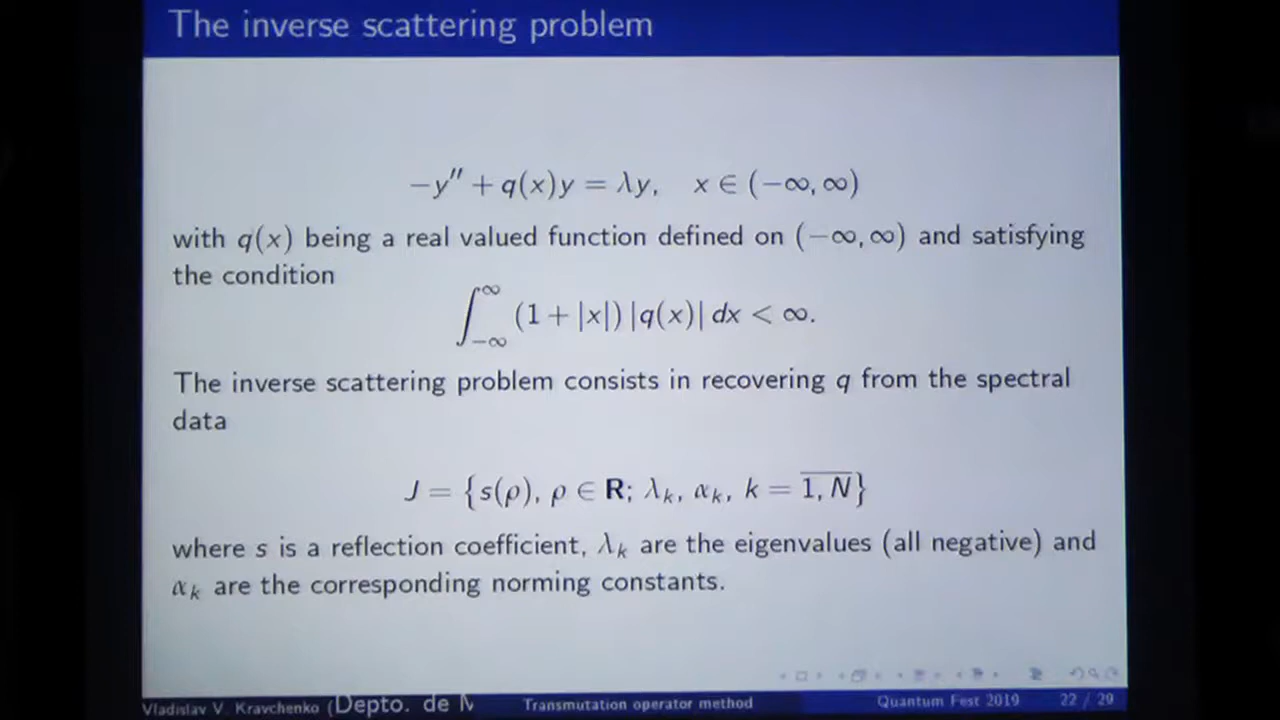 The inverse scattering problem
−y″ + q(x)y = λy, x ∈ (−∞, ∞)
with q(x) being a real valued function defined on (−∞, ∞) and satisfying
the condition
∫_{−∞}^{∞} (1 + |x|) |q(x)| dx < ∞.
The inverse scattering problem consists in recovering q from the spectral
data
J = {s(ρ), ρ ∈ R; λ_k, α_k, k = \overline{1, N}}
where s is a reflection coefficient, λ_k are the eigenvalues (all negative) and
α_k are the corresponding norming constants.
Vladislav V. Kravchenko (Depto. de M Transmutation operator method Quantum Fest 2019 22 / 29